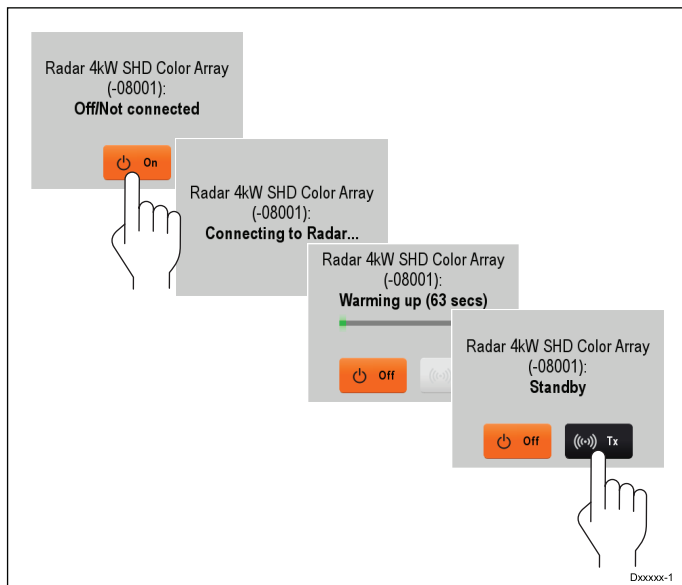 Radar 4kW SHD Color Array
(-08001):
Off/Not connected
On
Radar 4kW SHD Color Array
(-08001):
Connecting to Radar...
Radar 4kW SHD Color Array
(-08001):
Warming up (63 secs)
Off
Radar 4kW SHD Color Array
(-08001):
Standby
Off
Tx
Dxxxxx-1